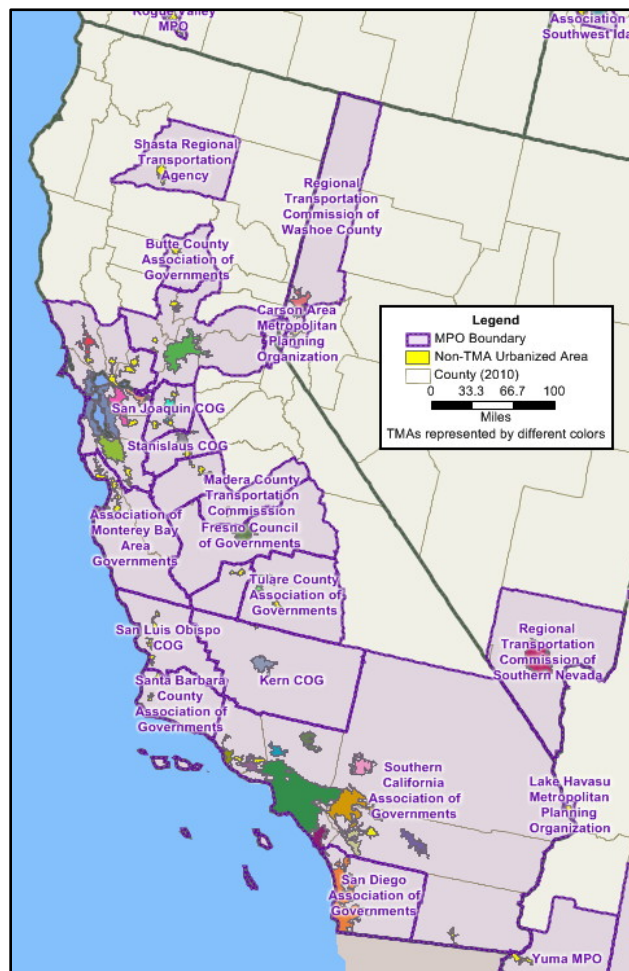 Rogue Valley
MPO
Association
Southwest Ida
Shasta Regional
Transportation
Agency
Regional
Transportation
Commission of
Washoe County
Butte County
Association of
Governments
Carson Area
Metropolitan
Planning
Organization
Legend
MPO Boundary
Non-TMA Urbanized Area
County (2010)
0 33.3 66.7 100
Miles
TMAs represented by different colors
San Joaquin COG
Stanislaus COG
Madera County
Transportation
Commisssion
Fresno Council
of Governments
Association of
Monterey Bay
Area
Governments
Tulare County
Association of
Governments
San Luis Obispo
COG
Regional
Transportation
Commission of
Southern Nevada
Santa Barbara
County
Association of
Governments
Kern COG
Southern
California
Association of
Governments
Lake Havasu
Metropolitan
Planning
Organization
San Diego
Association of
Governments
Yuma MPO